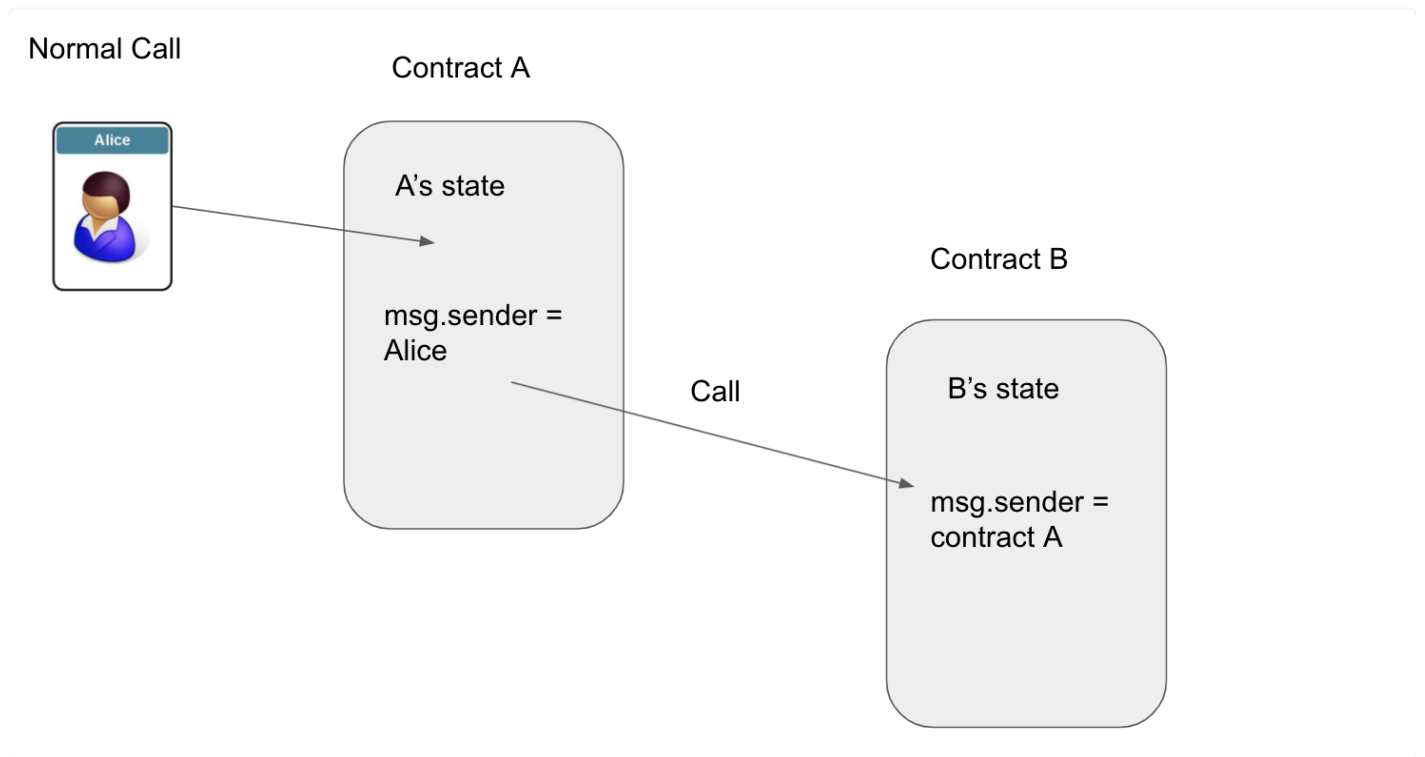 Normal Call
Contract A
Alice
A’s state
msg.sender =
Alice
Call
Contract B
B’s state
msg.sender =
contract A